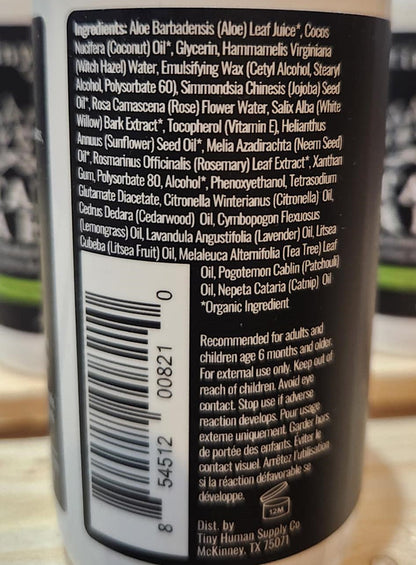 Ingredients: Aloe Barbadensis (Aloe) Leaf Juice*, Cocos
Nucifera (Coconut) Oil*, Glycerin, Hammamelis Virginiana
(Witch Hazel) Water, Emulsifying Wax (Cetyl Alcohol, Stearyl
Alcohol, Polysorbate 60), Simmondsia Chinesis (Jojoba) Seed
Oil*, Rosa Camascena (Rose) Flower Water, Salix Alba (White
Willow) Bark Extract*, Tocopherol (Vitamin E), Helianthus
Annuus (Sunflower) Seed Oil*, Melia Azadirachta (Neem Seed)
Oil*, Rosmarinus Officinalis (Rosemary) Leaf Extract*, Xanthan
Gum, Polysorbate 80, Alcohol*, Phenoxyethanol, Tetrasodium
Glutamate Diacetate, Citronella Winterianus (Citronella) Oil,
Cedrus Dedara (Cedarwood) Oil, Cymbopogon Flexuosus
(Lemongrass) Oil, Lavandula Angustifolia (Lavender) Oil, Litsea
Cubeba (Litsea Fruit) Oil, Melaleuca Alternifolia (Tea Tree) Leaf
Oil, Pogotemon Cablin (Patchouli)
Oil, Nepeta Cataria (Catnip) Oil
*Organic Ingredient
8 54512 00821 0
Recommended for adults and
children age 6 months and older.
For external use only. Keep out of
reach of children. Avoid eye
contact. Stop use if adverse
reaction develops. Pour usage
externe uniquement. Garder hors
de portée des enfants. Éviter le
contact visuel. Arrêtez l'utilisation
si la réaction défavorable se
développe.
12M
Dist. by
Tiny Human Supply Co
McKinney, TX 75071